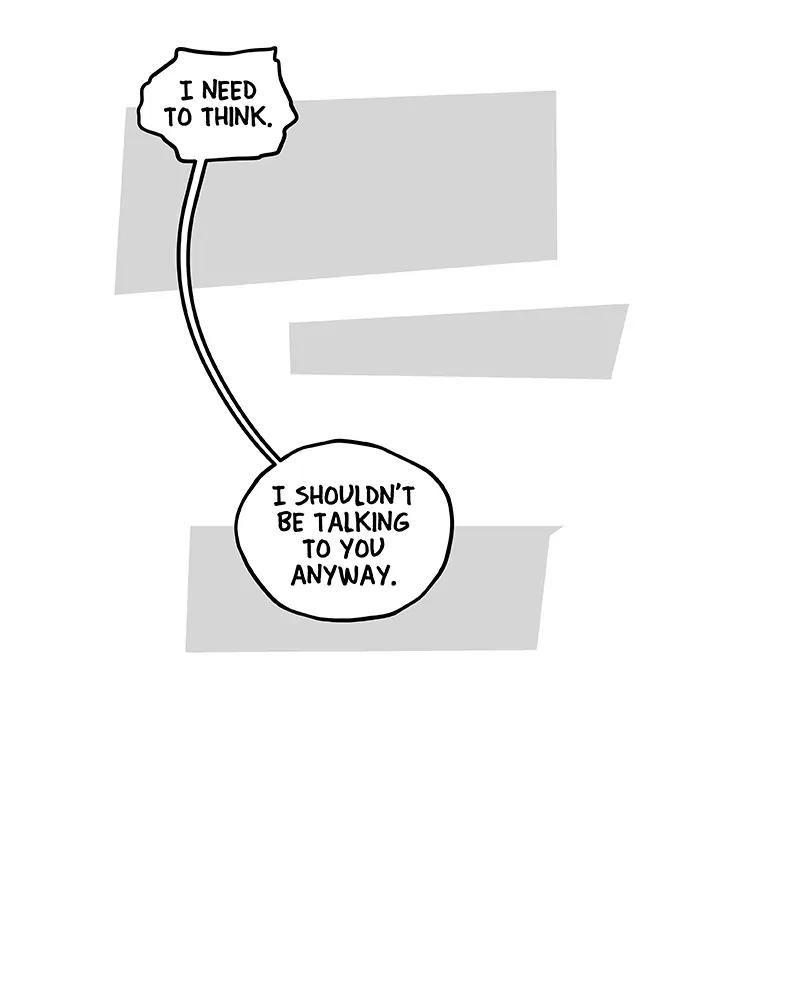 I NEED
TO THINK.
I SHOULDN'T
BE TALKING
TO YOU
ANYWAY.